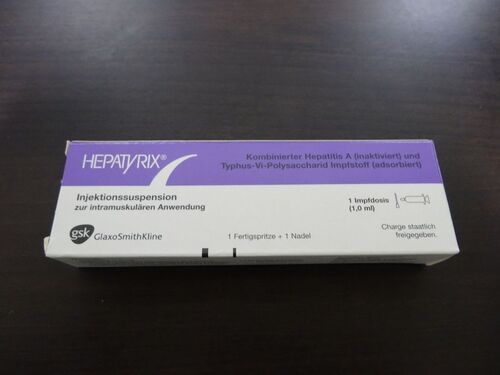 HEPATYRIX®
Kombinierter Hepatitis A (inaktiviert) und
Typhus-Vi-Polysaccharid Impfstoff (adsorbiert)
Injektionssuspension
zur intramuskulären Anwendung
1 Impfdosis
(1,0 ml)
gsk GlaxoSmithKline
1 Fertigspritze + 1 Nadel
Charge staatlich
freigegeben.